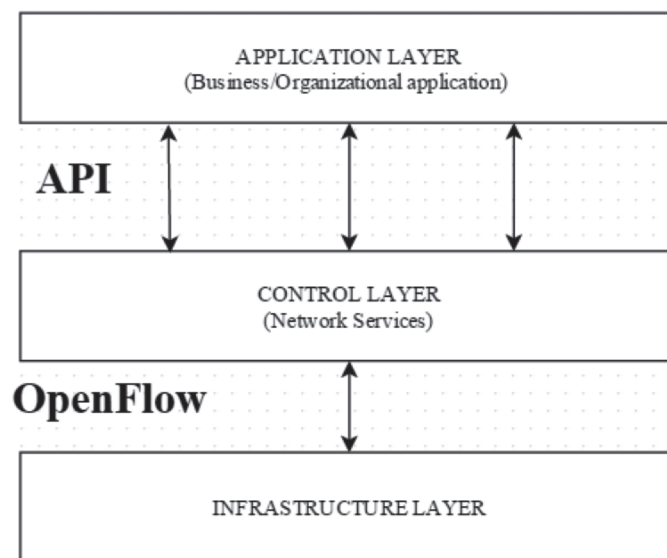 APPLICATION LAYER
(Business/Organizational application)
API
CONTROL LAYER
(Network Services)
OpenFlow
INFRASTRUCTURE LAYER